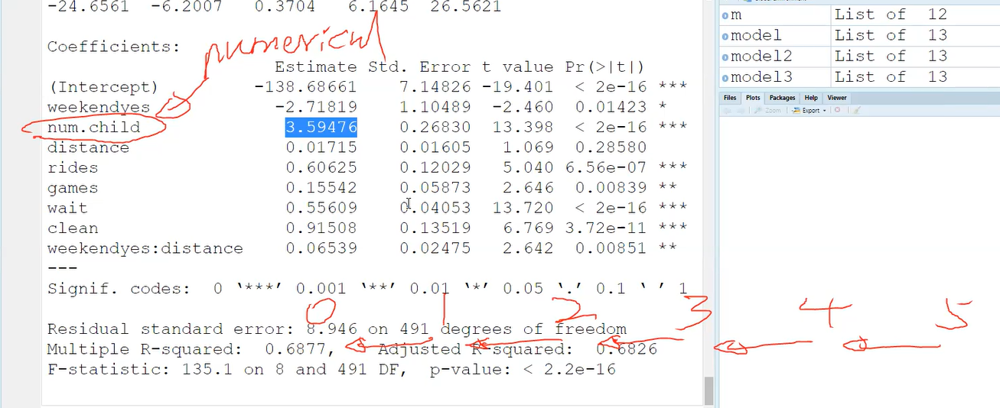 -24.6561 -6.2007 0.3704 6.1645 26.5621
Coefficients:
numerical
Estimate Std. Error t value Pr(>|t|)
(Intercept) -138.68661 7.14826 -19.401 < 2e-16 ***
weekendyes -2.71819 1.10489 -2.460 0.01423 *
num.child 3.59476 0.26830 13.398 < 2e-16 ***
distance 0.01715 0.01605 1.069 0.28580
rides 0.60625 0.12029 5.040 6.56e-07 ***
games 0.15542 0.05873 2.646 0.00839 **
wait 0.55609 0.04053 13.720 < 2e-16 ***
clean 0.91508 0.13519 6.769 3.72e-11 ***
weekendyes:distance 0.06539 0.02475 2.642 0.00851 **
---
Signif. codes: 0 ‘***’ 0.001 ‘**’ 0.01 ‘*’ 0.05 ‘.’ 0.1 ‘ ’ 1
0 1 2 3 4 5
Residual standard error: 8.946 on 491 degrees of freedom
Multiple R-squared: 0.6877, Adjusted R-squared: 0.6826
F-statistic: 135.1 on 8 and 491 DF, p-value: < 2.2e-16
m List of 12
model List of 13
model2 List of 13
model3 List of 13
Files Plots Packages Help Viewer
Zoom Export